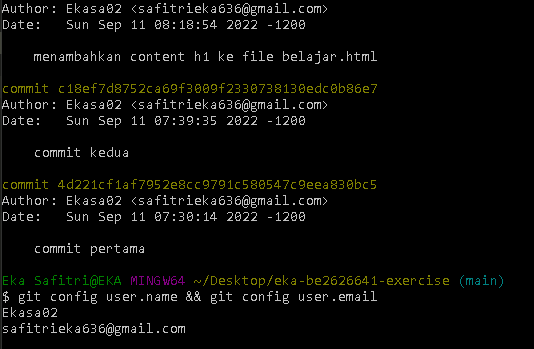 Author: Ekasa02 <safitrieka636@gmail.com>
Date:   Sun Sep 11 08:18:54 2022 -1200
menambahkan content h1 ke file belajar.html
commit c18ef7d8752ca69f3009f2330738130edc0b86e7
Author: Ekasa02 <safitrieka636@gmail.com>
Date:   Sun Sep 11 07:39:35 2022 -1200
commit kedua
commit 4d221cf1af7952e8cc9791c580547c9eea830bc5
Author: Ekasa02 <safitrieka636@gmail.com>
Date:   Sun Sep 11 07:30:14 2022 -1200
commit pertama
Eka Safitri@EKA MINGW64 ~/Desktop/eka-be2626641-exercise (main)
$ git config user.name && git config user.email
Ekasa02
safitrieka636@gmail.com